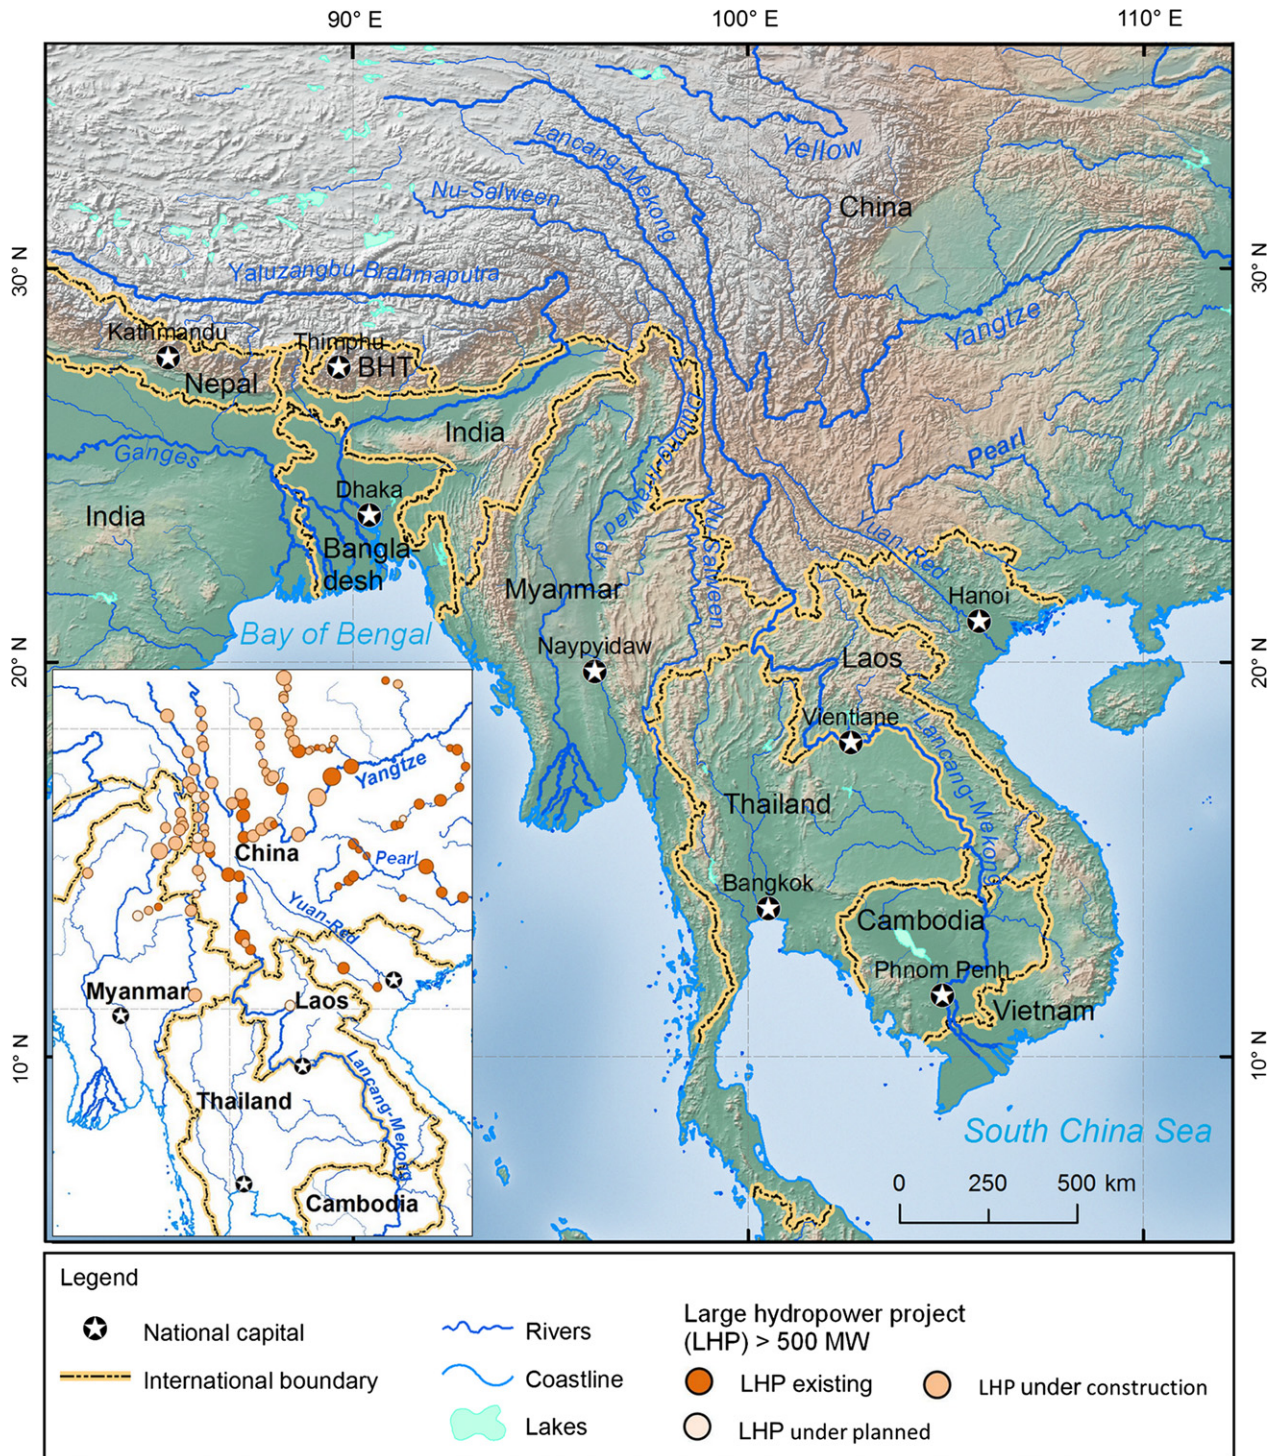 90° E
100° E
110° E
30° N
30° N
20° N
20° N
10° N
10° N
Yellow
Lancang-Mekong
Nu-Salween
China
Yaluzangbu-Brahmaputra
Yangtze
Kathmandu
Thimphu
BHT
Nepal
India
Ganges
Pearl
Dhaka
India
Bangla-
desh
Yuan-Red
Nu-Salween
Myanmar
Hanoi
Bay of Bengal
Naypyidaw
Laos
Vientiane
Lancang-Mekong
Thailand
Bangkok
Cambodia
Phnom Penh
Vietnam
South China Sea
0 250 500 km
Yangtze
China
Pearl
Yuan-Red
Myanmar
Laos
Lancang-Mekong
Thailand
Cambodia
Legend
National capital
International boundary
Rivers
Coastline
Lakes
Large hydropower project
(LHP) > 500 MW
LHP existing
LHP under construction
LHP under planned